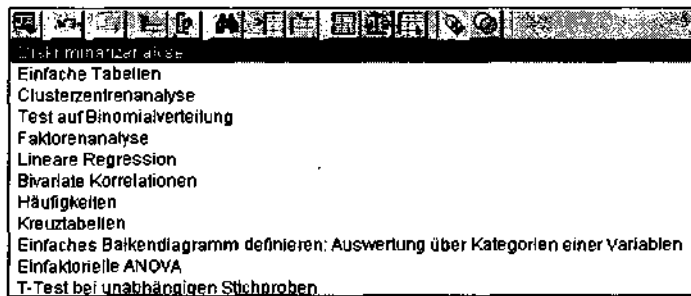 Diskriminanzanalyse
Einfache Tabellen
Clusterzentrenanalyse
Test auf Binomialverteilung
Faktorenanalyse
Lineare Regression
Bivariate Korrelationen
Häufigkeiten
Kreuztabellen
Einfaches Balkendiagramm definieren: Auswertung über Kategorien einer Variablen
Einfaktorielle ANOVA
T-Test bei unabhängigen Stichproben